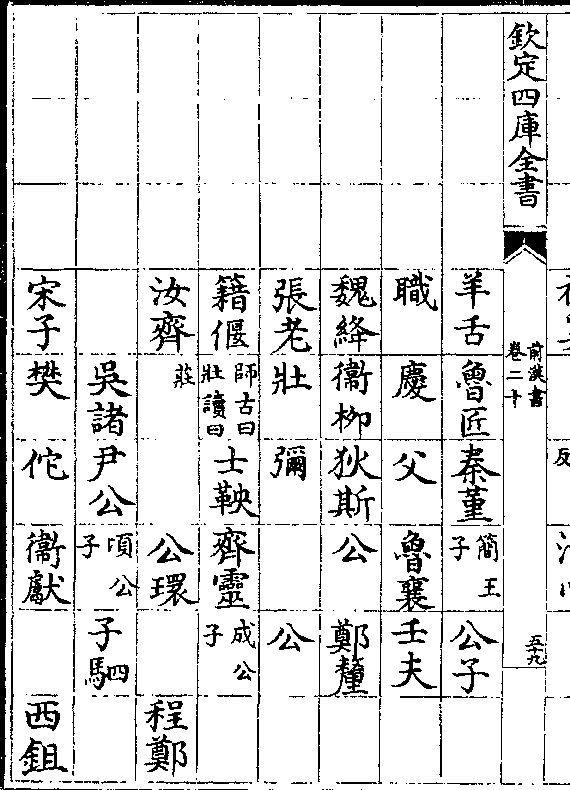 欽定四庫全書
前漢書
卷二十
五十九
羊舌 魯匠 秦堇 簡王子 公子
職 慶 父 魯襄 壬夫
魏絳 衞柳 狄斯 公 鄭釐
張老 壯 彌 公
籍偃 師古曰壯讀曰 士鞅 齊靈 成公子
汝齊 莊 公環 程鄭
吳諸 尹公 頃公子 子駟
宋子 樊 佗 衞獻 西鉏